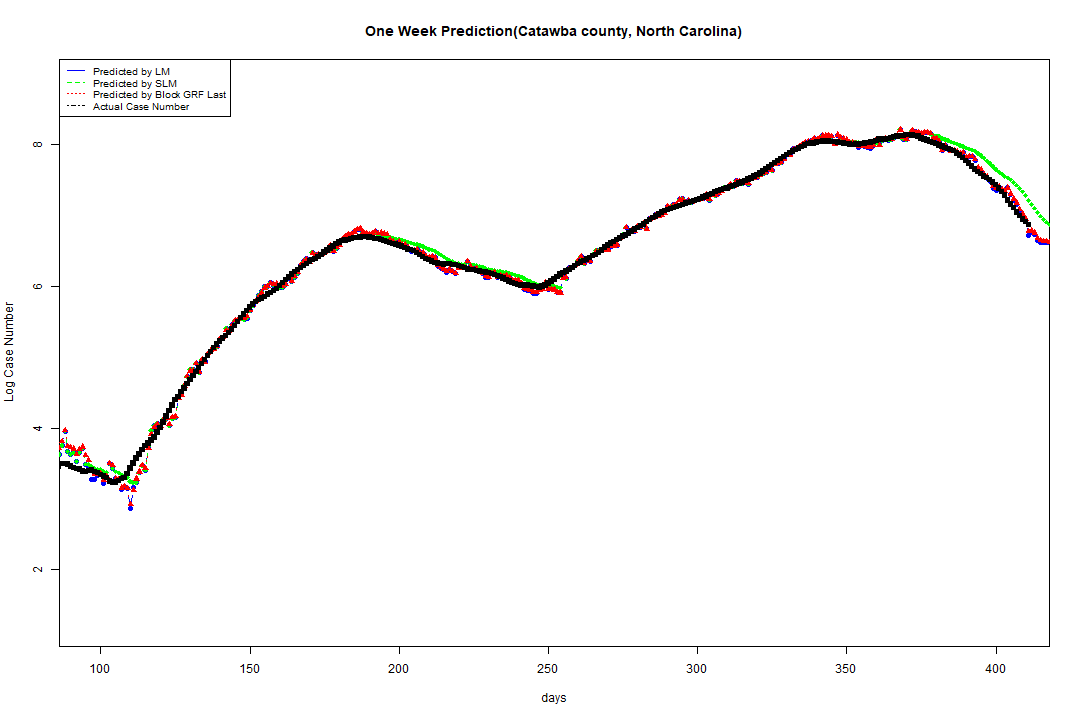 One Week Prediction(Catawba county, North Carolina)
Predicted by LM
Predicted by SLM
Predicted by Block GRF Last
Actual Case Number
Log Case Number
8
6
4
2
100 150 200 250 300 350 400
days